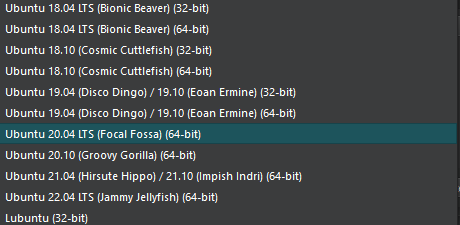 Ubuntu 18.04 LTS (Bionic Beaver) (32-bit)
Ubuntu 18.04 LTS (Bionic Beaver) (64-bit)
Ubuntu 18.10 (Cosmic Cuttlefish) (32-bit)
Ubuntu 18.10 (Cosmic Cuttlefish) (64-bit)
Ubuntu 19.04 (Disco Dingo) / 19.10 (Eoan Ermine) (32-bit)
Ubuntu 19.04 (Disco Dingo) / 19.10 (Eoan Ermine) (64-bit)
Ubuntu 20.04 LTS (Focal Fossa) (64-bit)
Ubuntu 20.10 (Groovy Gorilla) (64-bit)
Ubuntu 21.04 (Hirsute Hippo) / 21.10 (Impish Indri) (64-bit)
Ubuntu 22.04 LTS (Jammy Jellyfish) (64-bit)
Lubuntu (32-bit)